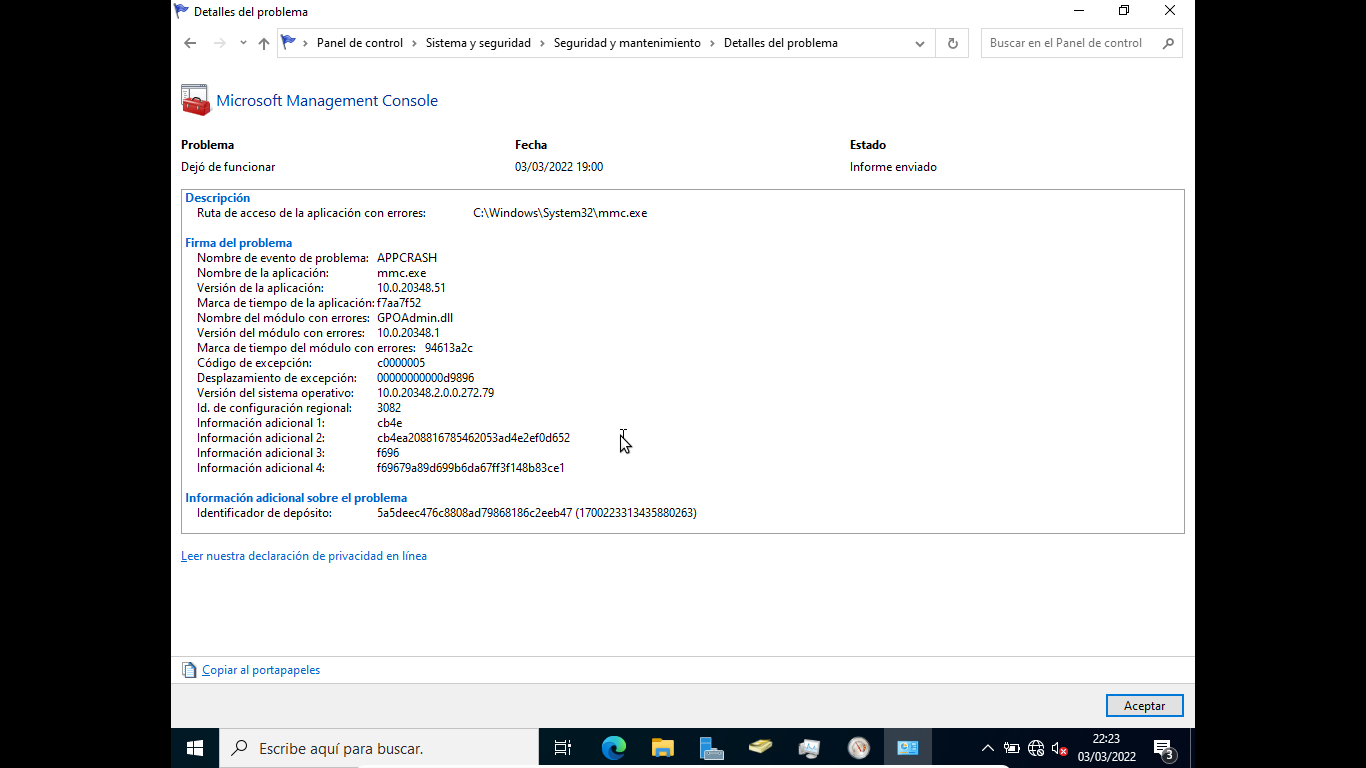 Detalles del problema
Panel de control > Sistema y seguridad > Seguridad y mantenimiento > Detalles del problema
Buscar en el Panel de control
Microsoft Management Console
Problema Fecha Estado
Dejó de funcionar 03/03/2022 19:00 Informe enviado
Descripción
Ruta de acceso de la aplicación con errores: C:\Windows\System32\mmc.exe
Firma del problema
Nombre de evento de problema: APPCRASH
Nombre de la aplicación: mmc.exe
Versión de la aplicación: 10.0.20348.51
Marca de tiempo de la aplicación: f7aa7f52
Nombre del módulo con errores: GPOAdmin.dll
Versión del módulo con errores: 10.0.20348.1
Marca de tiempo del módulo con errores: 94613a2c
Código de excepción: c0000005
Desplazamiento de excepción: 00000000000d9896
Versión del sistema operativo: 10.0.20348.2.0.0.272.79
Id. de configuración regional: 3082
Información adicional 1: cb4e
Información adicional 2: cb4ea208816785462053ad4e2ef0d652
Información adicional 3: f696
Información adicional 4: f69679a89d699b6da67ff3f148b83ce1
Información adicional sobre el problema
Identificador de depósito: 5a5deec476c8808ad79868186c2eeb47 (1700223313435880263)
Leer nuestra declaración de privacidad en línea
Copiar al portapapeles
Aceptar
Escribe aquí para buscar.
22:23
03/03/2022
3